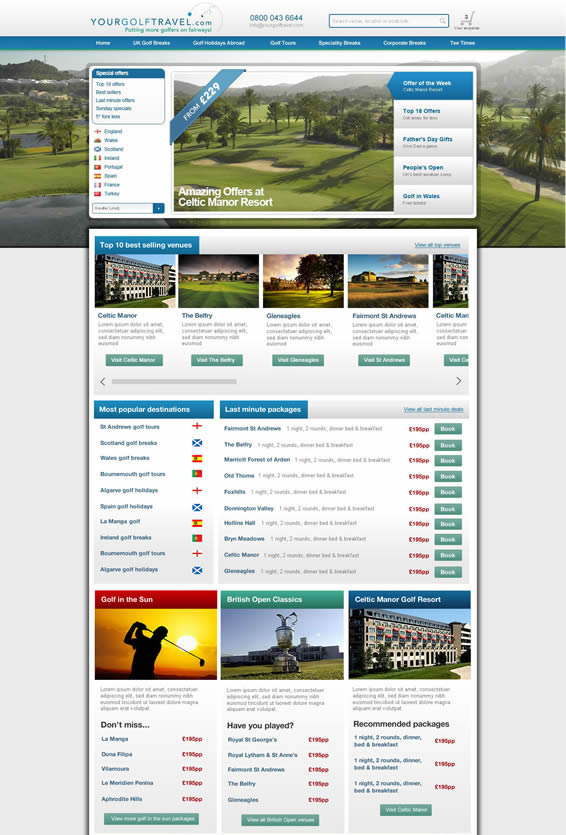 YOURGOLFTRAVEL.com
Putting more golfers on fairways!
0800 043 6644
info@yourgolftravel.com
Search venue, location or postcode
3
Your enquiries
Home
UK Golf Breaks
Golf Holidays Abroad
Golf Tours
Speciality Breaks
Corporate Breaks
Tee Times
Special offers
Top 18 offers
Best sellers
Last minute offers
Sunday specials
England
Wales
Scotland
Ireland
Portugal
Spain
France
Turkey
FROM £229
Amazing Offers at
Celtic Manor Resort
Offer of the Week
Celtic Manor Resort
Top 18 Offers
Get away for less
Father's Day Gifts
Give Dad a game
People's Open
Golf in Wales
Top 10 best selling venues
View all top venues
Celtic Manor
Lorem ipsum dolor sit amet,
consectetuer adipiscing elit,
sed diam nonummy nibh
euismod
Visit Celtic Manor
The Belfry
Lorem ipsum dolor sit amet,
consectetuer adipiscing elit,
sed diam nonummy nibh
euismod
Visit The Belfry
Gleneagles
Lorem ipsum dolor sit amet,
consectetuer adipiscing elit,
sed diam nonummy nibh
euismod
Visit Gleneagles
Fairmont St Andrews
Lorem ipsum dolor sit amet,
consectetuer adipiscing elit,
sed diam nonummy nibh
euismod
Visit St Andrews
Celtic Man
Lorem ipsum
consectetuer
sed diam non
euismod
Visit Ce
Most popular destinations
St Andrews golf tours
Scotland golf breaks
Wales golf breaks
Bournemouth golf tours
Algarve golf holidays
Spain golf holidays
La Manga golf
Ireland golf breaks
Bournemouth golf tours
Algarve golf holidays
Last minute packages
View all last minute deals
Fairmont St Andrews 1 night, 2 rounds, dinner bed & breakfast £195pp Book
The Belfry 1 night, 2 rounds, dinner bed & breakfast £195pp Book
Marriott Forest of Arden 1 night, 2 rounds, dinner bed & breakfast £195pp Book
Old Thorns 1 night, 2 rounds, dinner bed & breakfast £195pp Book
Foxhills 1 night, 2 rounds, dinner bed & breakfast £195pp Book
Donnington Valley 1 night, 2 rounds, dinner bed & breakfast £195pp Book
Hollins Hall 1 night, 2 rounds, dinner bed & breakfast £195pp Book
Bryn Meadows 1 night, 2 rounds, dinner bed & breakfast £195pp Book
Celtic Manor 1 night, 2 rounds, dinner bed & breakfast £195pp Book
Gleneagles 1 night, 2 rounds, dinner bed & breakfast £195pp Book
Golf in the Sun
Lorem ipsum dolor sit amet, consectetuer
adipiscing elit, sed diam nonummy nibh
euismod tincidunt ut laoreet dolore magna
aliquam erat volutpat.
Don't miss...
La Manga £195pp
Dona Filipa £195pp
Vilamoura £195pp
Le Meridien Penina £195pp
Aphrodite Hills £195pp
View more golf in the sun packages
British Open Classics
Lorem ipsum dolor sit amet, consectetuer
adipiscing elit, sed diam nonummy nibh
euismod tincidunt ut laoreet dolore magna
aliquam erat volutpat.
Have you played?
Royal St George's £195pp
Royal Lytham & St Anne's £195pp
Fairmont St Andrews £195pp
The Belfry £195pp
Gleneagles £195pp
View all British Open venues
Celtic Manor Golf Resort
Lorem ipsum dolor sit amet, consectetuer
adipiscing elit, sed diam nonummy nibh
euismod tincidunt ut laoreet dolore magna
aliquam erat volutpat.
Recommended packages
1 night, 2 rounds, dinner,
bed & breakfast £195pp
1 night, 2 rounds, dinner,
bed & breakfast £195pp
1 night, 2 rounds, dinner,
bed & breakfast £195pp
Visit Celtic Manor